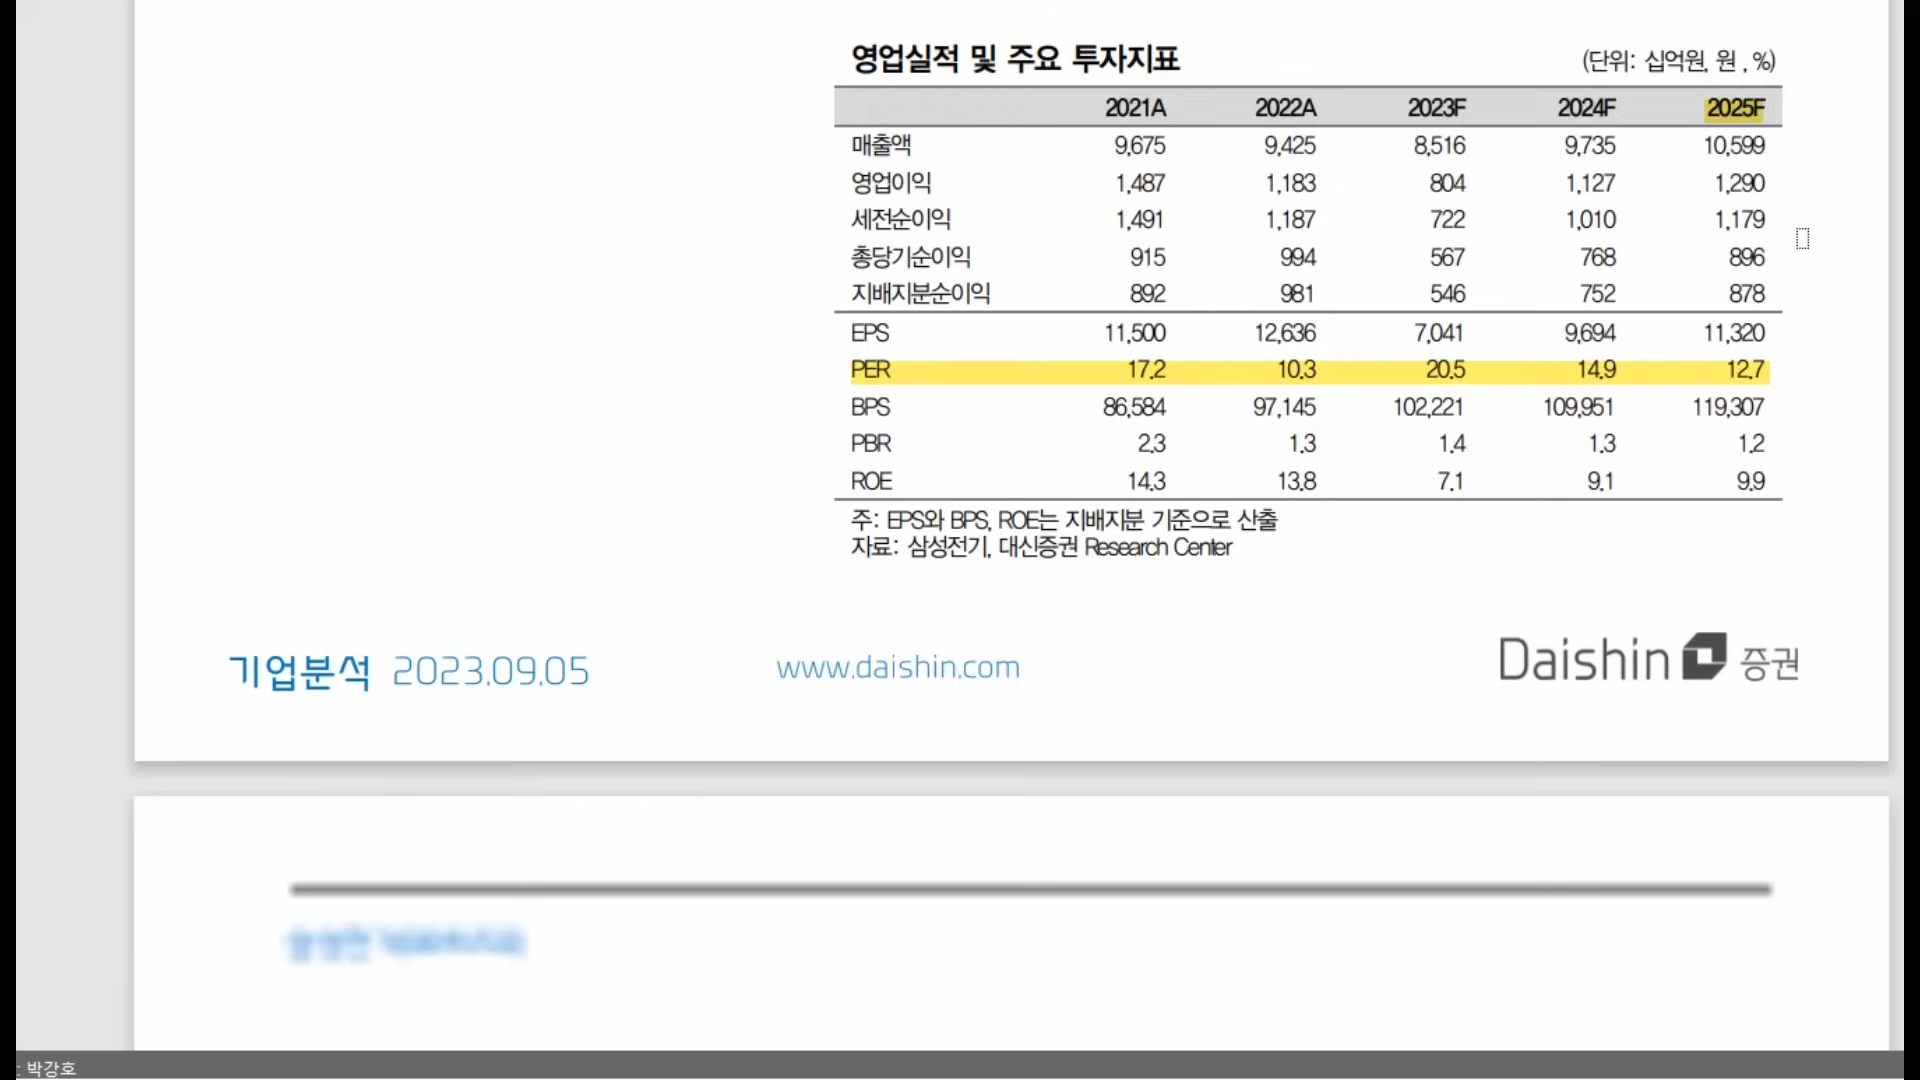 영업실적 및 주요 투자지표 (단위: 십억원, 원 , %)
2021A 2022A 2023F 2024F 2025F
매출액 9,675 9,425 8,516 9,735 10,599
영업이익 1,487 1,183 804 1,127 1,290
세전순이익 1,491 1,187 722 1,010 1,179
총당기순이익 915 994 567 768 896
지배지분순이익 892 981 546 752 878
EPS 11,500 12,636 7,041 9,694 11,320
PER 17.2 10.3 20.5 14.9 12.7
BPS 86,584 97,145 102,221 109,951 119,307
PBR 2.3 1.3 1.4 1.3 1.2
ROE 14.3 13.8 7.1 9.1 9.9
주: EPS와 BPS, ROE는 지배지분 기준으로 산출
자료: 삼성전기, 대신증권 Research Center
기업분석 2023.09.05 www.daishin.com Daishin 증권
: 박강호